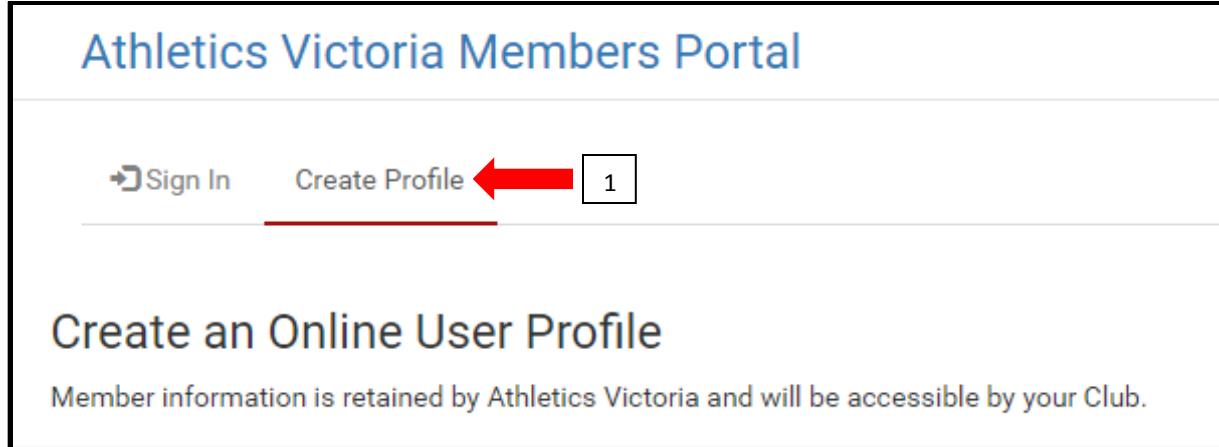 Athletics Victoria Members Portal
Sign In Create Profile 1
Create an Online User Profile
Member information is retained by Athletics Victoria and will be accessible by your Club.